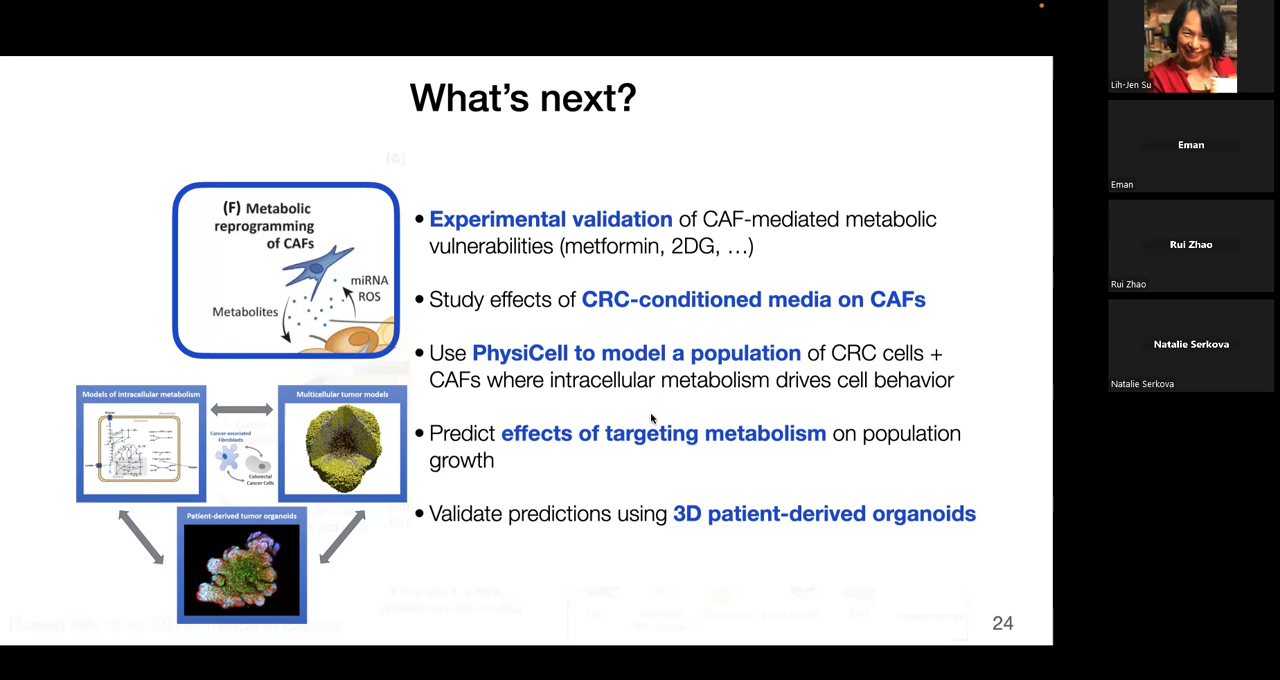 What's next?
(F) Metabolic
reprogramming
of CAFs
miRNA
ROS
Metabolites
Models of intracellular metabolism
Multicellular tumor models
Cancer-associated
Fibroblasts
Colorectal
Cancer Cells
Patient-derived tumor organoids
• Experimental validation of CAF-mediated metabolic
vulnerabilities (metformin, 2DG, …)
• Study effects of CRC-conditioned media on CAFs
• Use PhysiCell to model a population of CRC cells +
CAFs where intracellular metabolism drives cell behavior
• Predict effects of targeting metabolism on population
growth
• Validate predictions using 3D patient-derived organoids
24
Lih-Jen Su
Eman
Eman
Rui Zhao
Rui Zhao
Natalie Serkova
Natalie Serkova